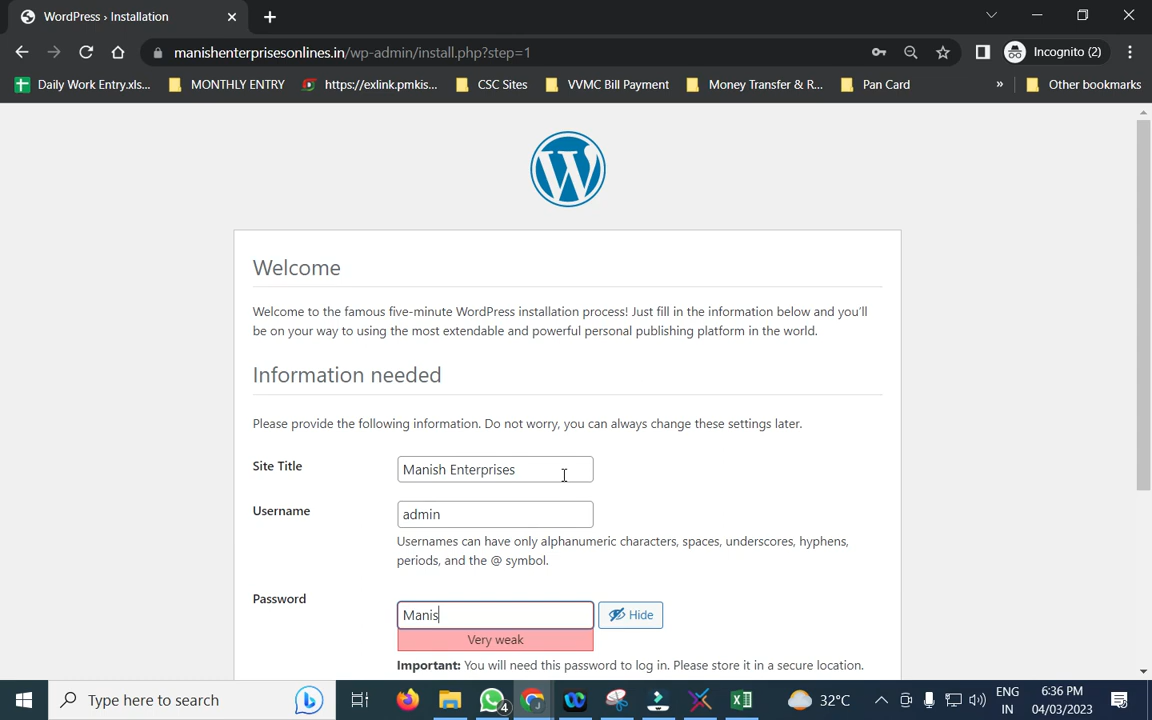 WordPress › Installation
manishenterprisesonlines.in/wp-admin/install.php?step=1
Incognito (2)
Daily Work Entry.xls...
MONTHLY ENTRY
https://exlink.pmkis...
CSC Sites
VVMC Bill Payment
Money Transfer & R...
Pan Card
»
Other bookmarks
W
Welcome
Welcome to the famous five-minute WordPress installation process! Just fill in the information below and you'll
be on your way to using the most extendable and powerful personal publishing platform in the world.
Information needed
Please provide the following information. Do not worry, you can always change these settings later.
Site Title
Manish Enterprises
Username
admin
Usernames can have only alphanumeric characters, spaces, underscores, hyphens,
periods, and the @ symbol.
Password
Manis
Hide
Very weak
Important: You will need this password to log in. Please store it in a secure location.
Type here to search
4
32°C
ENG
IN
6:36 PM
04/03/2023